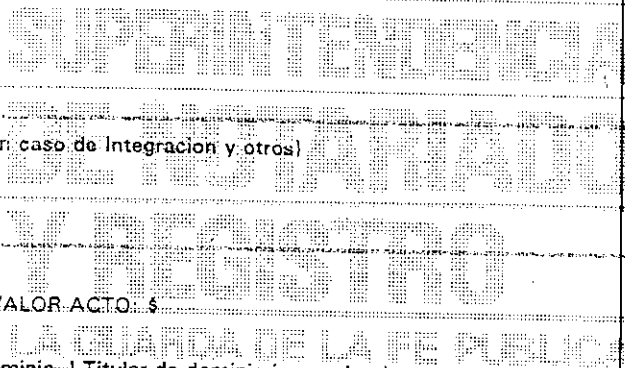 SUPERINTENDENCIA
DE NOTARIADO
caso de Integracion y otros)
Y REGISTRO
VALOR ACTO: $
LA GUARDA DE LA FE PUBLICA
Titular de dominio